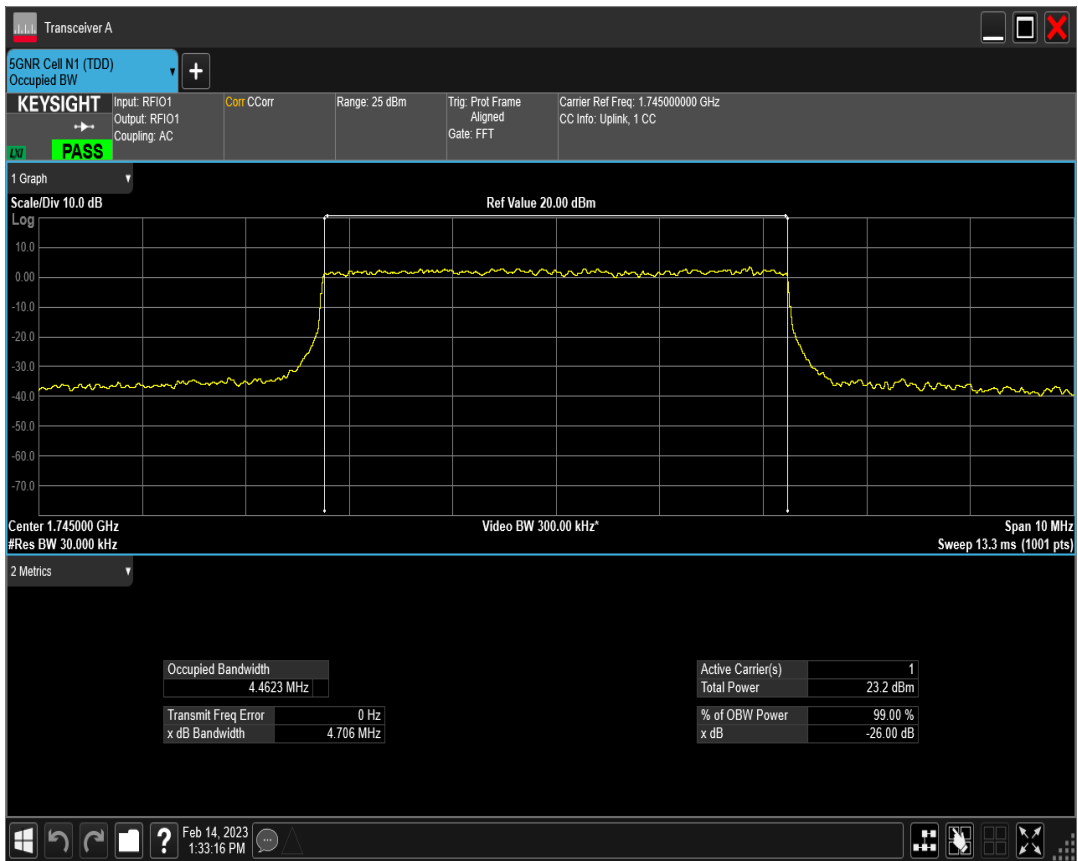 Transceiver A
5GNR Cell N1 (TDD)
Occupied BW
+
KEYSIGHT
LXI
PASS
Input: RFIO1
Output: RFIO1
Coupling: AC
Corr CCorr
Range: 25 dBm
Trig: Prot Frame
Aligned
Gate: FFT
Carrier Ref Freq: 1.745000000 GHz
CC Info: Uplink, 1 CC
1 Graph
Scale/Div 10.0 dB
Ref Value 20.00 dBm
Log
10.0
0.00
-10.0
-20.0
-30.0
-40.0
-50.0
-60.0
-70.0
Center 1.745000 GHz
Video BW 300.00 kHz*
Span 10 MHz
#Res BW 30.000 kHz
Sweep 13.3 ms (1001 pts)
2 Metrics
Occupied Bandwidth
4.4623 MHz
Transmit Freq Error 0 Hz
x dB Bandwidth 4.706 MHz
Active Carrier(s) 1
Total Power 23.2 dBm
% of OBW Power 99.00 %
x dB -26.00 dB
?
Feb 14, 2023
1:33:16 PM